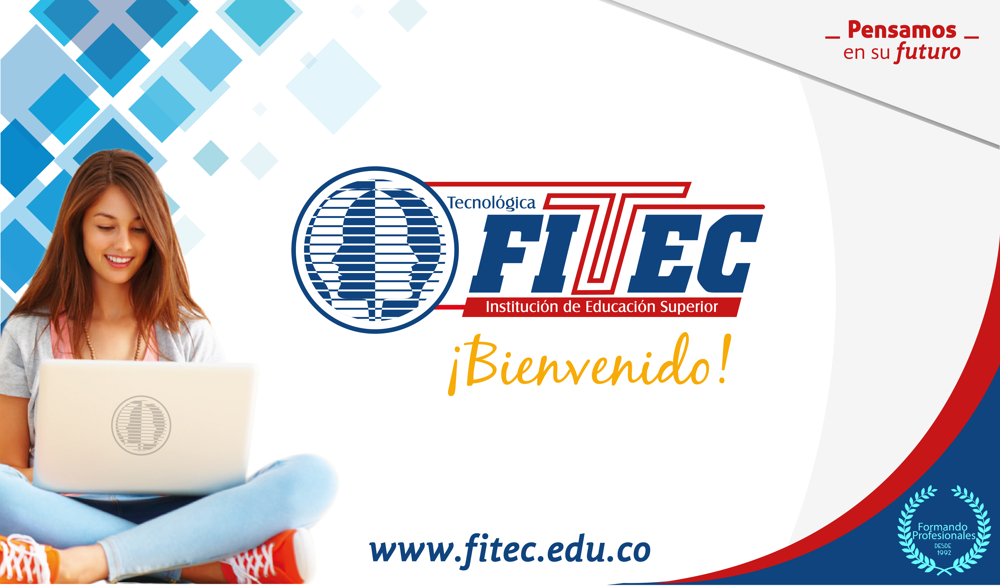 Pensamos
en su futuro
Tecnológica
FITEC
Institución de Educación Superior
¡Bienvenido!
www.fitec.edu.co
Formando
Profesionales
DESDE
1992